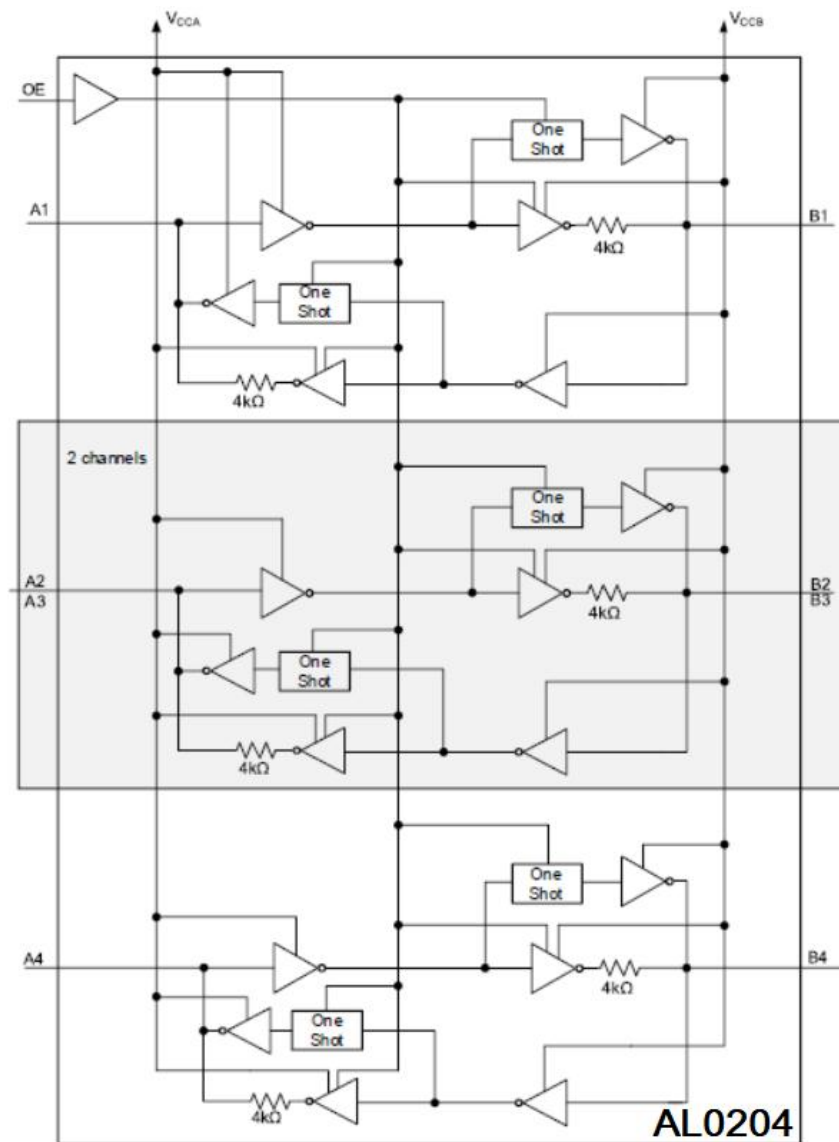 VCCA
VCCB
OE
One
Shot
A1
B1
4kΩ
One
Shot
4kΩ
2 channels
One
Shot
A2
B2
A3
B3
4kΩ
One
Shot
4kΩ
One
Shot
A4
B4
4kΩ
One
Shot
4kΩ
AL0204